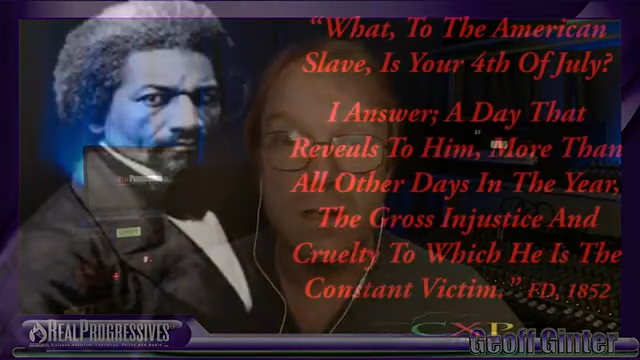 “What, To The American
Slave, Is Your 4th Of July?
I Answer; A Day That
Reveals To Him, More Than
All Other Days In The Year,
The Gross Injustice And
Cruelty To Which He Is The
Constant Victim.” FD, 1852
REALPROGRESSIVES
CXP
Geoff Ginter